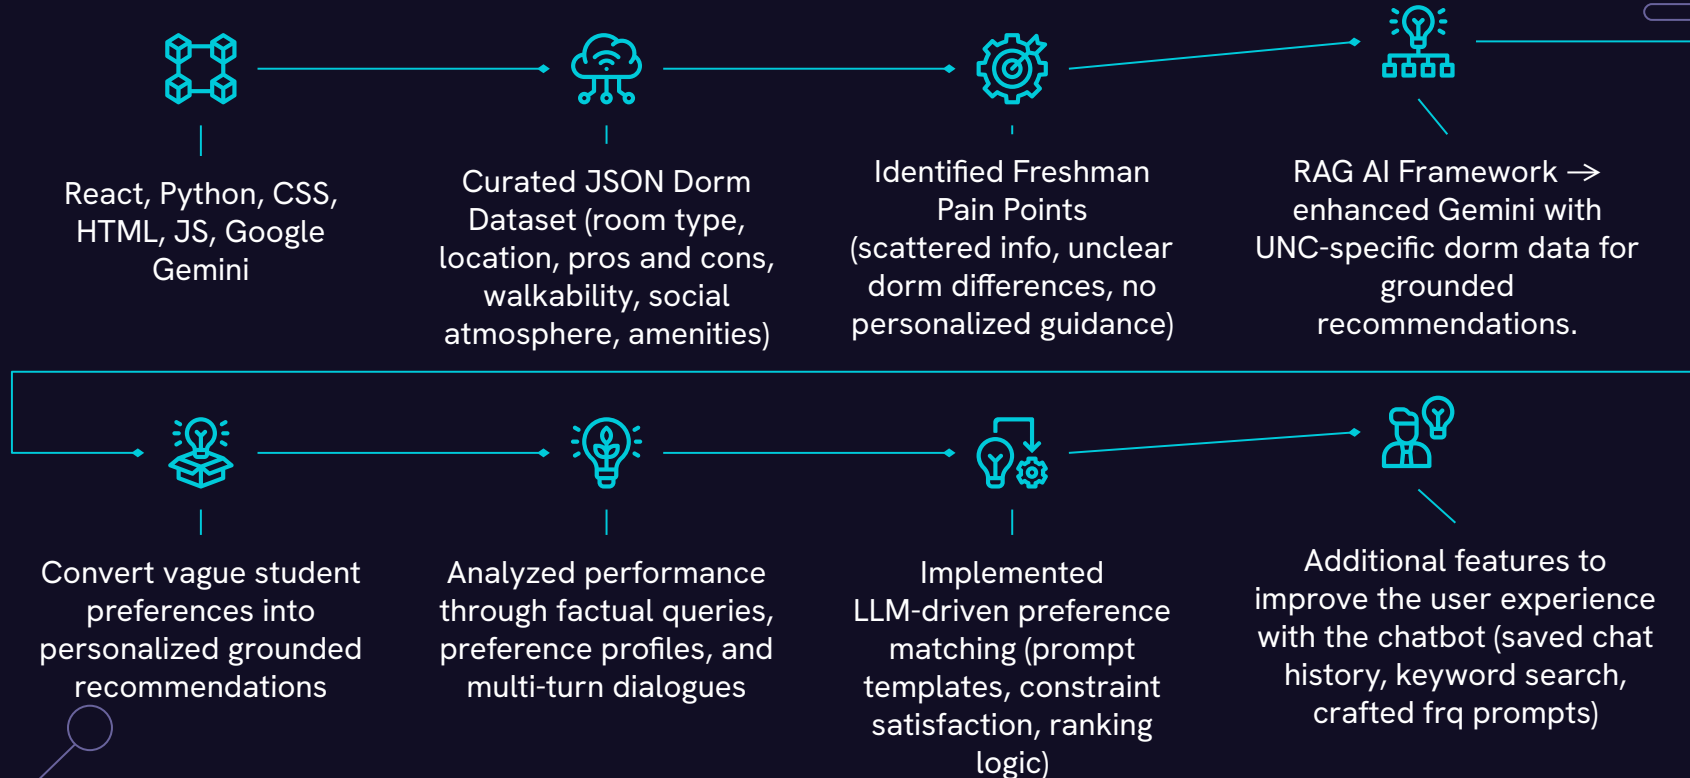 React, Python, CSS,
HTML, JS, Google
Gemini
Curated JSON Dorm
Dataset (room type,
location, pros and cons,
walkability, social
atmosphere, amenities)
Identified Freshman
Pain Points
(scattered info, unclear
dorm differences, no
personalized guidance)
RAG AI Framework →
enhanced Gemini with
UNC-specific dorm data for
grounded
recommendations.
Convert vague student
preferences into
personalized grounded
recommendations
Analyzed performance
through factual queries,
preference profiles, and
multi-turn dialogues
Implemented
LLM-driven preference
matching (prompt
templates, constraint
satisfaction, ranking
logic)
Additional features to
improve the user experience
with the chatbot (saved chat
history, keyword search,
crafted frq prompts)